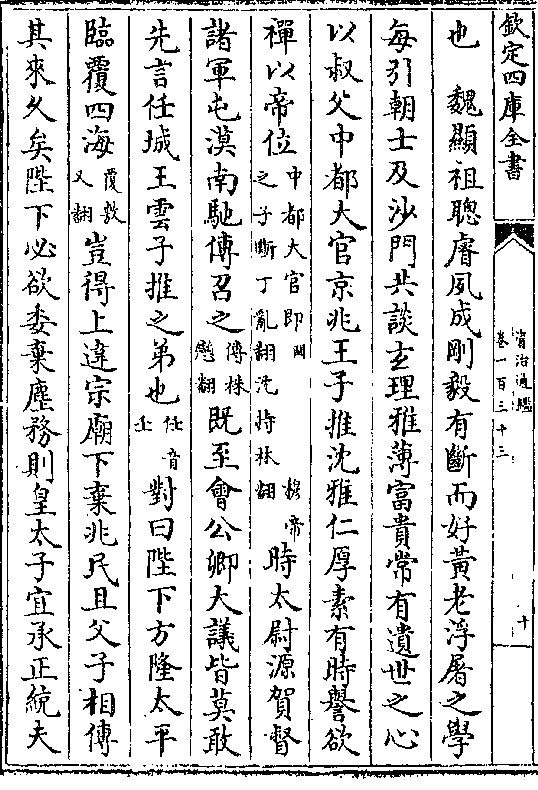 欽定四庫全書
資治通鑑
卷一百三十三
十
也　魏顯祖聰睿夙成剛毅有斷而好黃老浮屠之學
每引朝士及沙門共談玄理雅薄富貴常有遺世之心
以叔父中都大官京兆王子推沈雅仁厚素有時譽欲
禪以帝位中都大官即之子斷丁亂翻沈持林翻時太尉源賀督
諸軍屯漠南馳傳召之傳株戀翻既至會公卿大議皆莫敢
先言任城王雲子推之弟也任音壬對曰陛下方隆太平
臨覆四海覆敷又翻豈得上違宗廟下棄兆民且父子相傳
其來久矣陛下必欲委棄塵務則皇太子宜承正統夫